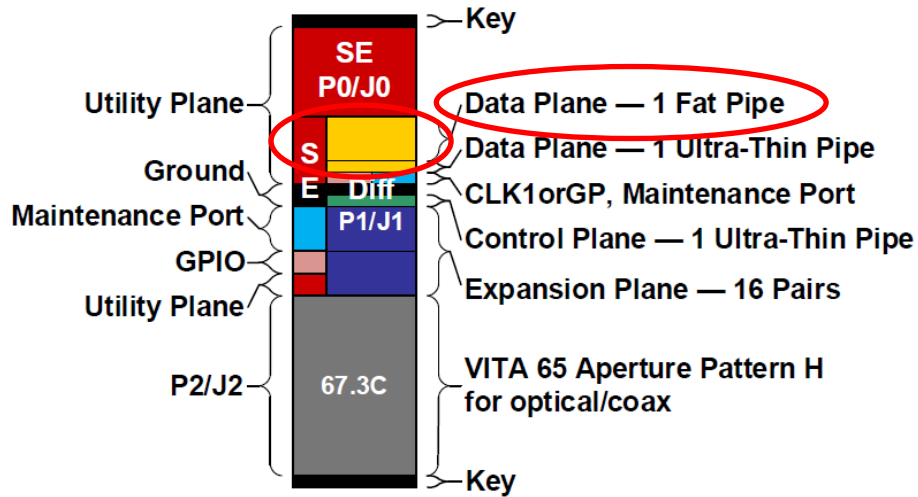 Key
SE
P0/J0
Utility Plane
Data Plane — 1 Fat Pipe
S
E
Data Plane — 1 Ultra-Thin Pipe
Ground
Diff
CLK1orGP, Maintenance Port
Maintenance Port
P1/J1
Control Plane — 1 Ultra-Thin Pipe
GPIO
Expansion Plane — 16 Pairs
Utility Plane
P2/J2
67.3C
VITA 65 Aperture Pattern H
for optical/coax
Key